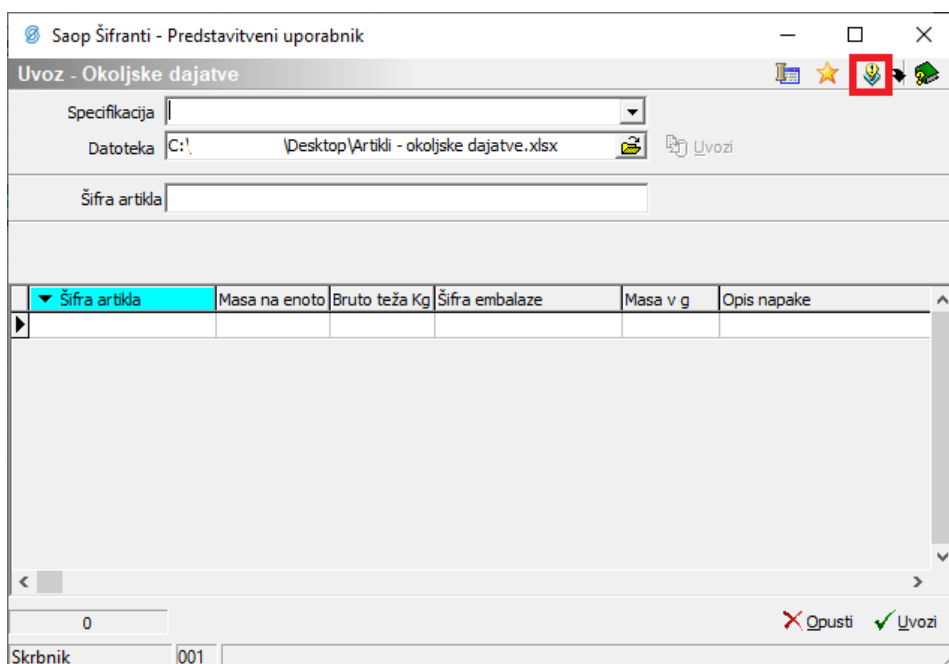 Saop Šifranti - Predstavitveni uporabnik
Uvoz - Okoljske dajatve
Specifikacija
Datoteka C:\ \Desktop\Artikli - okoljske dajatve.xlsx Uvozi
Šifra artikla
Šifra artikla Masa na enoto Bruto teža Kg Šifra embalaze Masa v g Opis napake
0 Opusti Uvozi
Skrbnik 001